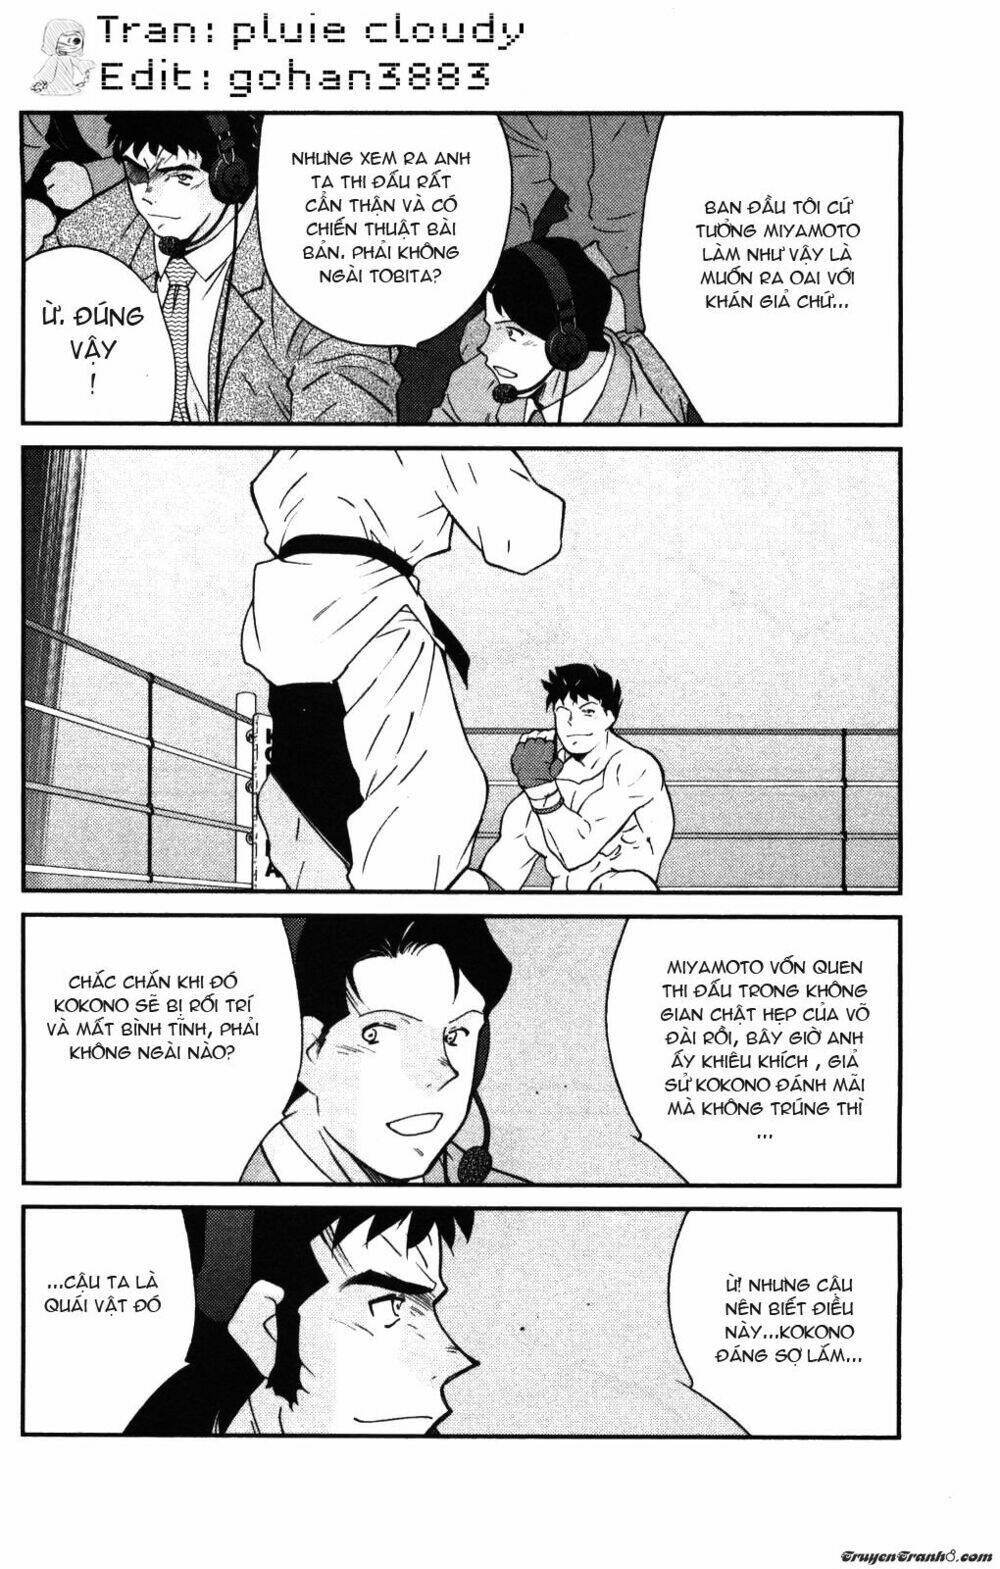 Tran: pluie cloudy
Edit: gohan3883
BAN ĐẦU TÔI CỨ
TƯỞNG MIYAMOTO
LÀM NHƯ VẬY LÀ
MUỐN RA OAI VỚI
KHÁN GIẢ CHỨ...
NHƯNG XEM RA ANH
TA THI ĐẤU RẤT
CẨN THẬN VÀ CÓ
CHIẾN THUẬT BÀI
BẢN. PHẢI KHÔNG
NGÀI TOBITA?
Ừ. ĐÚNG
VẬY
!
MIYAMOTO VỐN QUEN
THI ĐẤU TRONG KHÔNG
GIAN CHẬT HẸP CỦA VÕ
ĐÀI RỒI, BÂY GIỜ ANH
ẤY KHIÊU KHÍCH , GIẢ
SỬ KOKONO ĐÁNH MÃI
MÀ KHÔNG TRÚNG THÌ
...
CHẮC CHẮN KHI ĐÓ
KOKONO SẼ BỊ RỐI TRÍ
VÀ MẤT BÌNH TĨNH, PHẢI
KHÔNG NGÀI NÀO?
Ừ! NHƯNG CÂU
NÊN BIẾT ĐIỀU
NÀY...KOKONO
ĐÁNG SỢ LẮM...
...CẬU TA LÀ
QUÁI VẬT ĐÓ
TruyenTranh8.com